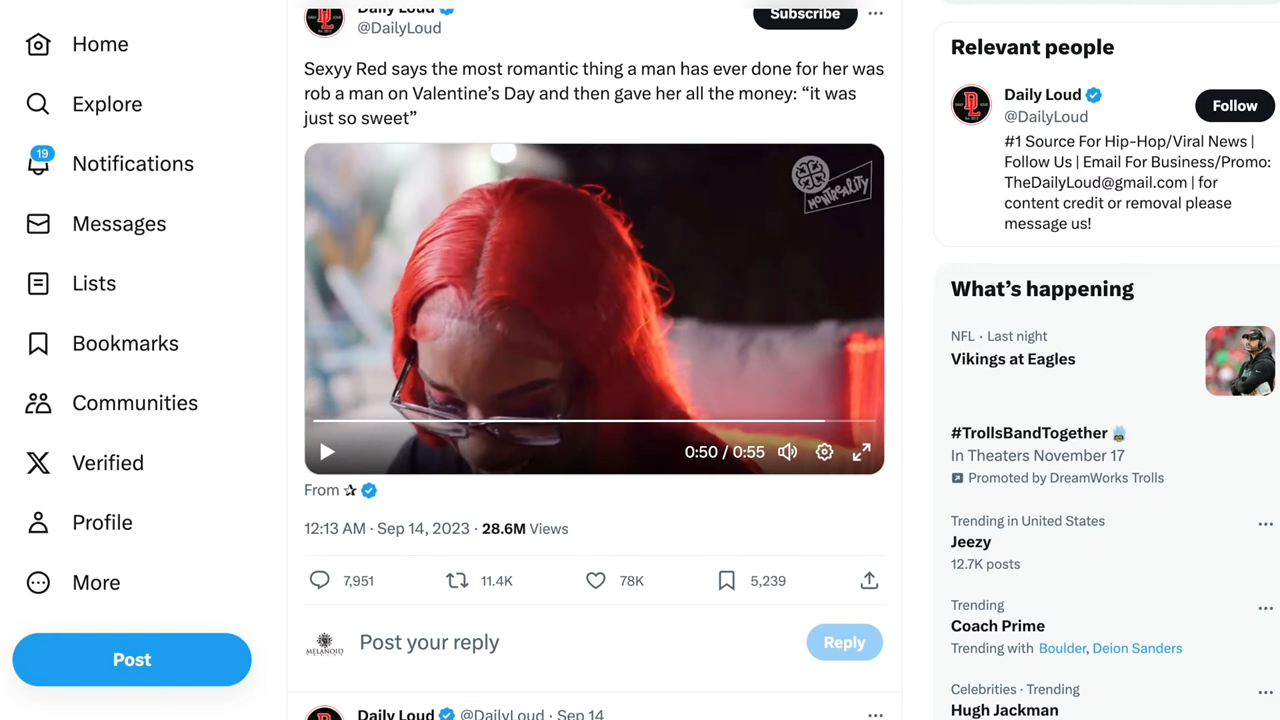 Home
Explore
19
Notifications
Messages
Lists
Bookmarks
Communities
Verified
Profile
More
Post
Daily Loud
@DailyLoud
Subscribe
Sexyy Red says the most romantic thing a man has ever done for her was
rob a man on Valentine’s Day and then gave her all the money: “it was
just so sweet”
MONTREALITY
0:50 / 0:55
From
12:13 AM · Sep 14, 2023 · 28.6M Views
7,951
11.4K
78K
5,239
MELANOID
Post your reply
Reply
Daily Loud @DailyLoud · Sep 14
Relevant people
DL
Daily Loud
@DailyLoud
Follow
#1 Source For Hip-Hop/Viral News |
Follow Us | Email For Business/Promo:
TheDailyLoud@gmail.com | for
content credit or removal please
message us!
What’s happening
NFL · Last night
Vikings at Eagles
#TrollsBandTogether
In Theaters November 17
Promoted by DreamWorks Trolls
Trending in United States
Jeezy
12.7K posts
Trending
Coach Prime
Trending with Boulder, Deion Sanders
Celebrities · Trending
Hugh Jackman